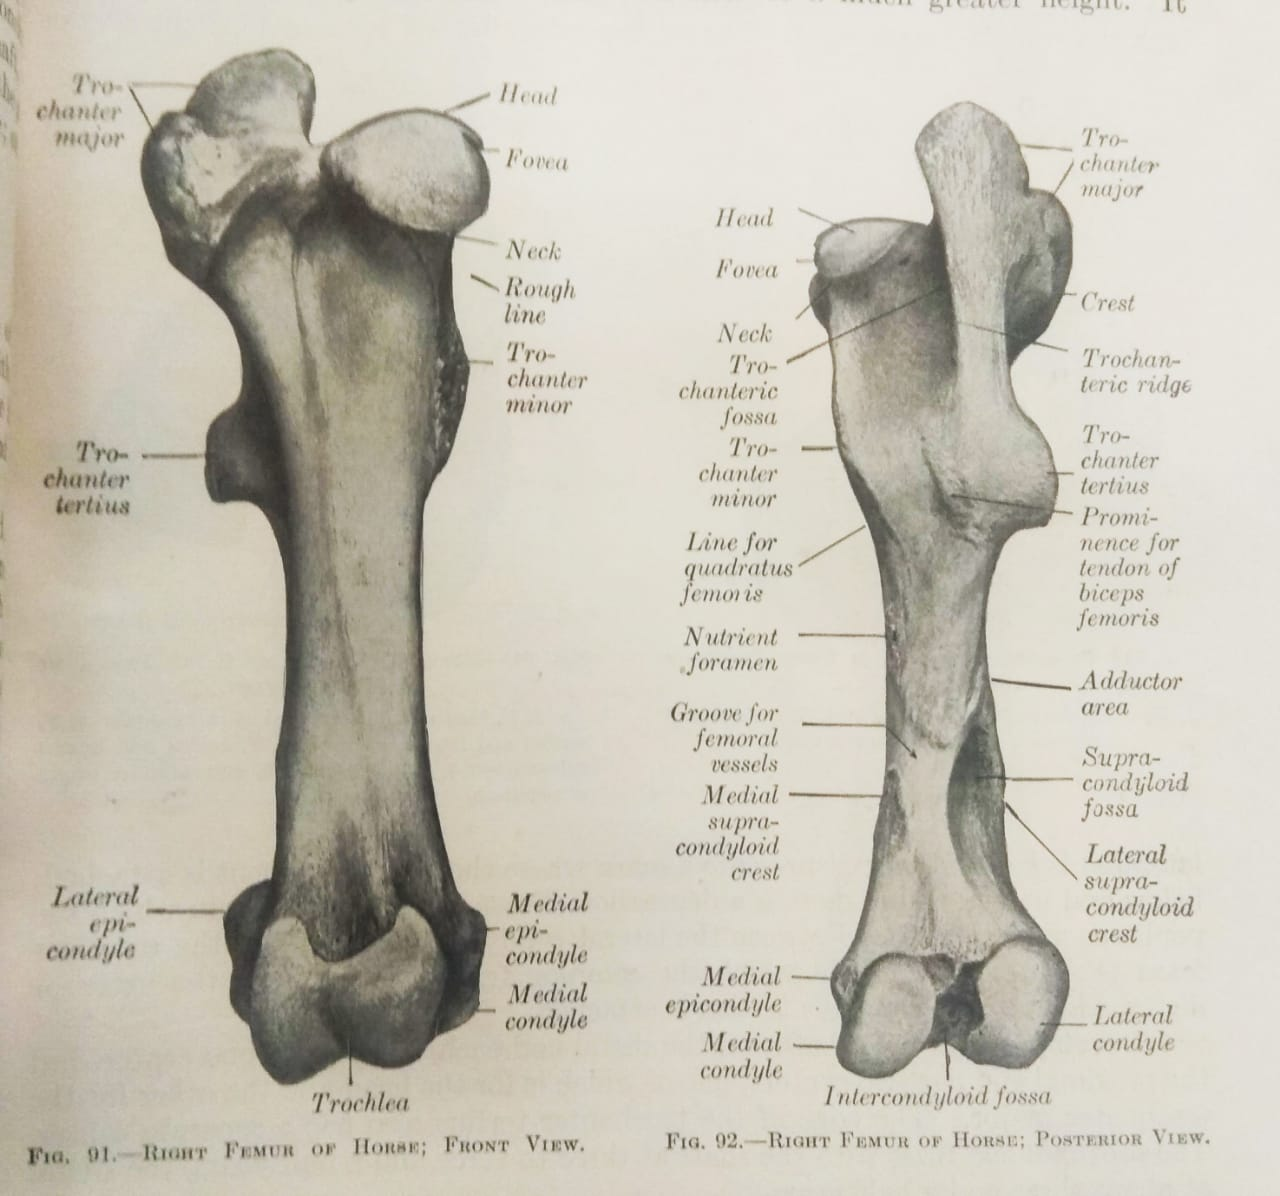 much greater height. It
Tro-
chanter
major
Head
Fovea
Neck
Rough
line
Tro-
chanter
minor
Tro-
chanter
tertius
Lateral
epi-
condyle
Medial
epi-
condyle
Medial
condyle
Trochlea
FIG. 91.—RIGHT FEMUR OF HORSE; FRONT VIEW.
Tro-
chanter
major
Head
Fovea
Neck
Crest
Tro-
chanteric
fossa
Trochan-
teric ridge
Tro-
chanter
minor
Tro-
chanter
tertius
Line for
quadratus
femoris
Promi-
nence for
tendon of
biceps
femoris
Nutrient
foramen
Adductor
area
Groove for
femoral
vessels
Supra-
condyloid
fossa
Medial
supra-
condyloid
crest
Lateral
supra-
condyloid
crest
Medial
epicondyle
Medial
condyle
Lateral
condyle
Intercondyloid fossa
FIG. 92.—RIGHT FEMUR OF HORSE; POSTERIOR VIEW.